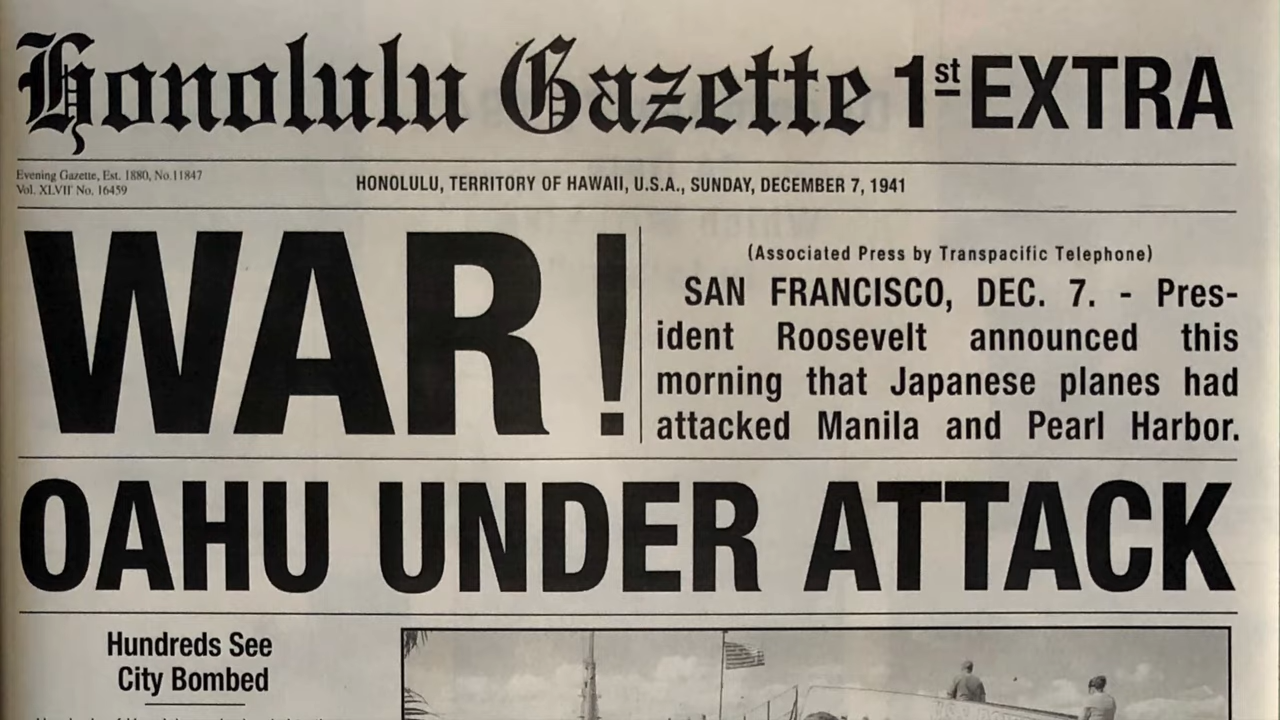 Honolulu Gazette 1st EXTRA
Evening Gazette, Est. 1880, No.11847
Vol. XLVII No. 16459
HONOLULU, TERRITORY OF HAWAII, U.S.A., SUNDAY, DECEMBER 7, 1941
WAR!
(Associated Press by Transpacific Telephone)
SAN FRANCISCO, DEC. 7. - Pres-
ident Roosevelt announced this
morning that Japanese planes had
attacked Manila and Pearl Harbor.
OAHU UNDER ATTACK
Hundreds See
City Bombed